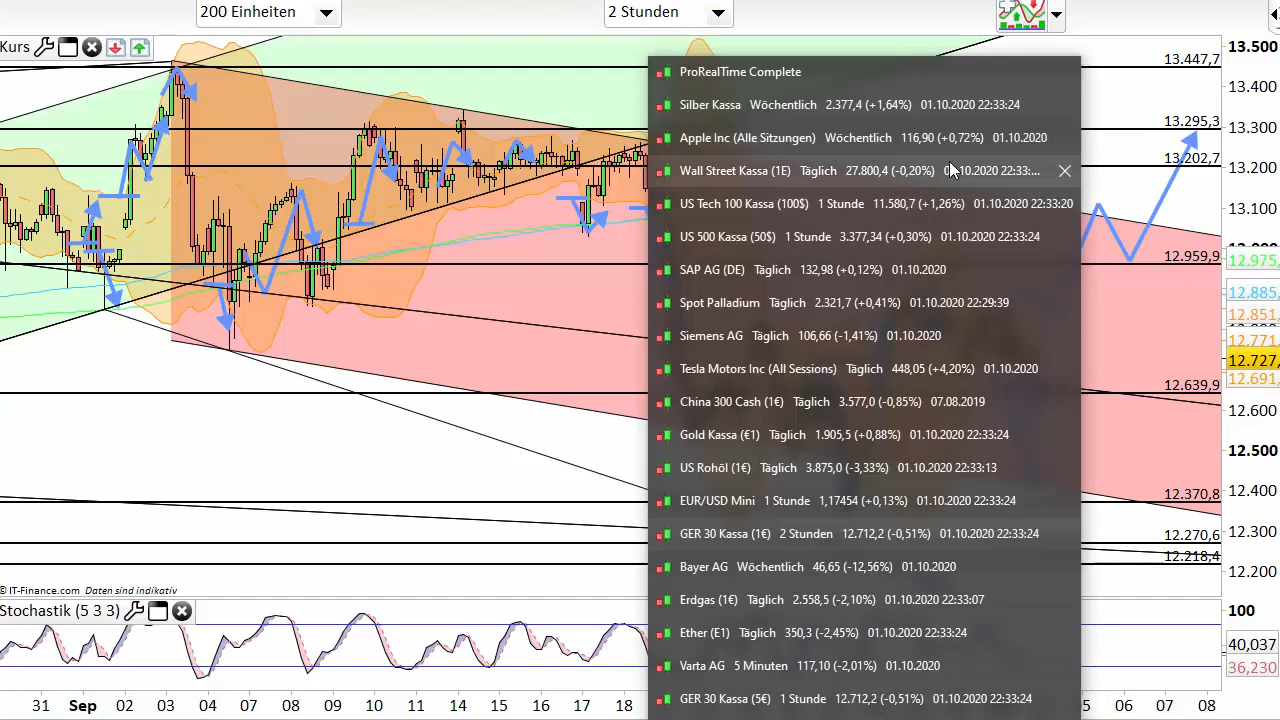 200 Einheiten
2 Stunden
Kurs
ProRealTime Complete
Silber Kassa Wöchentlich 2.377,4 (+1,64%) 01.10.2020 22:33:24
Apple Inc (Alle Sitzungen) Wöchentlich 116,90 (+0,72%) 01.10.2020
Wall Street Kassa (1E) Täglich 27.800,4 (-0,20%) 22:33:...
US Tech 100 Kassa (100$) 1 Stunde 11.580,7 (+1,26%) 01.10.2020 22:33:20
US 500 Kassa (50$) 1 Stunde 3.377,34 (+0,30%) 01.10.2020 22:33:24
SAP AG (DE) Täglich 132,98 (+0,12%) 01.10.2020
Spot Palladium Täglich 2.321,7 (+0,41%) 01.10.2020 22:29:39
Siemens AG Täglich 106,66 (-1,41%) 01.10.2020
Tesla Motors Inc (All Sessions) Täglich 448,05 (+4,20%) 01.10.2020
China 300 Cash (1€) Täglich 3.577,0 (-0,85%) 07.08.2019
Gold Kassa (€1) Täglich 1.905,5 (+0,88%) 01.10.2020 22:33:24
US Rohöl (1€) Täglich 3.875,0 (-3,33%) 01.10.2020 22:33:13
EUR/USD Mini 1 Stunde 1,17454 (+0,13%) 01.10.2020 22:33:24
GER 30 Kassa (1€) 2 Stunden 12.712,2 (-0,51%) 01.10.2020 22:33:24
Bayer AG Wöchentlich 46,65 (-12,56%) 01.10.2020
Erdgas (1€) Täglich 2.558,5 (-2,10%) 01.10.2020 22:33:07
Ether (E1) Täglich 350,3 (-2,45%) 01.10.2020 22:33:24
Varta AG 5 Minuten 117,10 (-2,01%) 01.10.2020
GER 30 Kassa (5€) 1 Stunde 12.712,2 (-0,51%) 01.10.2020 22:33:24
13.500
13.447,7
13.400
13.300
13.295,3
13.200
13.202,7
13.100
12.959,9
12.975,
12.885,
12.851,
12.771,
12.727,
12.691,
12.639,9
12.600
12.500
12.400
12.370,8
12.300
12.270,6
12.218,4
12.200
© IT-Finance.com Daten sind indikativ
Stochastik (5 3 3)
100
40,037
36,230
31 Sep 02 03 04 07 08 09 10 11 14 15 16 17 18 06 07 08